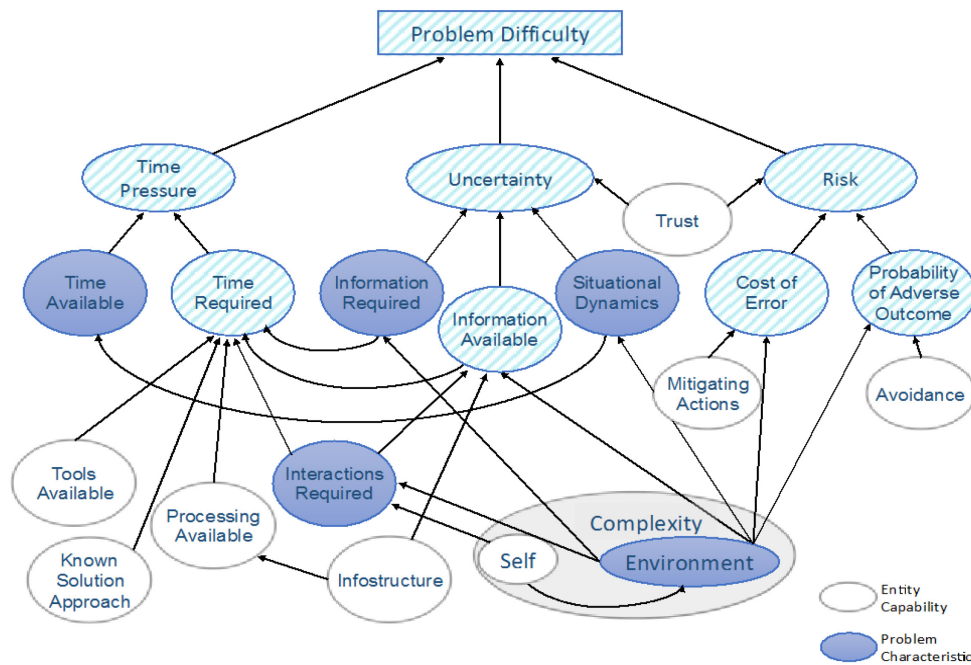 Problem Difficulty
Time
Pressure
Uncertainty
Risk
Trust
Time
Available
Time
Required
Information
Required
Information
Available
Situational
Dynamics
Cost of
Error
Probability
of Adverse
Outcome
Mitigating
Actions
Avoidance
Tools
Available
Processing
Available
Interactions
Required
Known
Solution
Approach
Infostructure
Complexity
Self
Environment
Entity
Capability
Problem
Characteristic